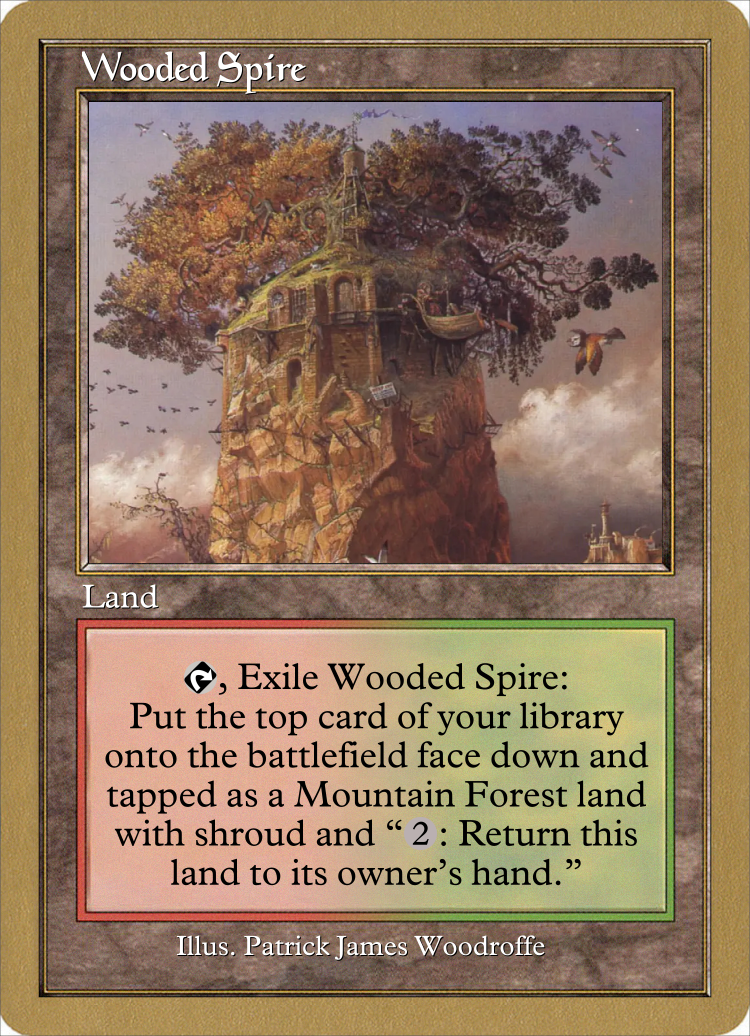 Wooded Spire
Land
, Exile Wooded Spire:
Put the top card of your library
onto the battlefield face down and
tapped as a Mountain Forest land
with shroud and “2: Return this
land to its owner’s hand.”
Illus. Patrick James Woodroffe